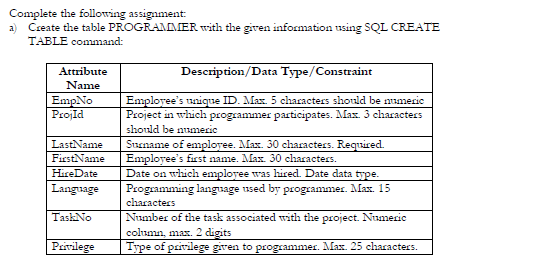 Complete the following assignment:
a) Create the table PROGRAMMER with the given information using SQL CREATE
TABLE command:
Attribute Description/Data Type/Constraint
Name
EmpNo Employee's unique ID. Max. 5 characters should be numeric
ProjId Project in which programmer participates. Max. 3 characters
should be numeric
LastName Surname of employee. Max. 30 characters. Required.
FirstName Employee's first name. Max. 30 characters.
HireDate Date on which employee was hired. Date data type.
Language Programming language used by programmer. Max. 15
characters
TaskNo Number of the task associated with the project. Numeric
column, max. 2 digits
Privilege Type of privilege given to programmer. Max. 25 characters.